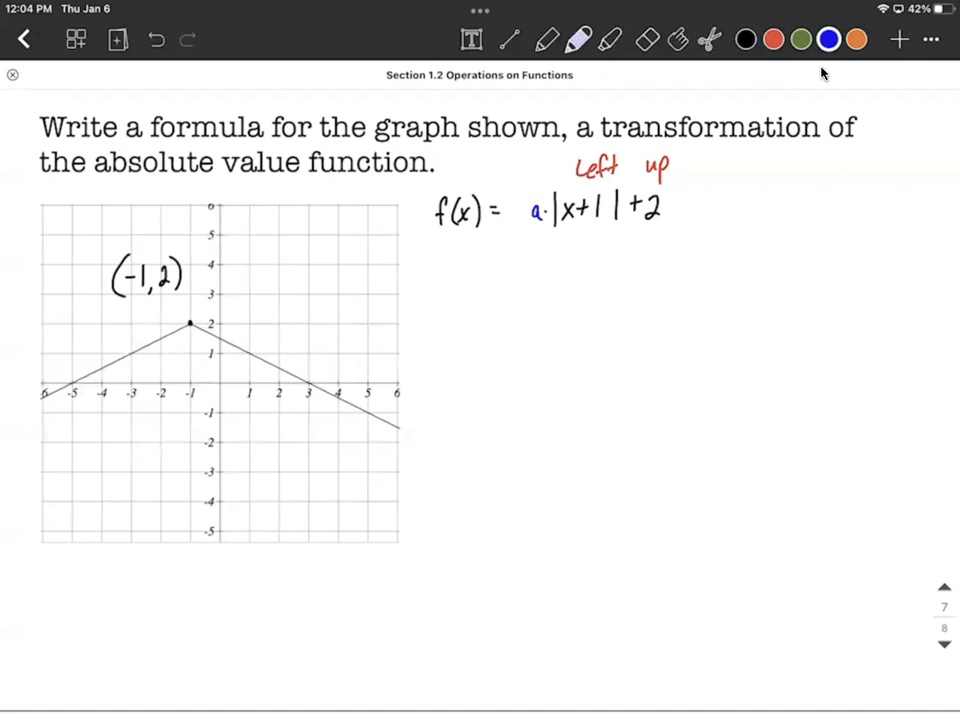 12:04 PM Thu Jan 6
42%
Section 1.2 Operations on Functions
Write a formula for the graph shown, a transformation of
the absolute value function.
Left up
f(x) = a·|x+1|+2
(-1,2)
6
5
4
3
2
1
-6 -5 -4 -3 -2 -1 1 2 3 4 5 6
-1
-2
-3
-4
-5
7
8